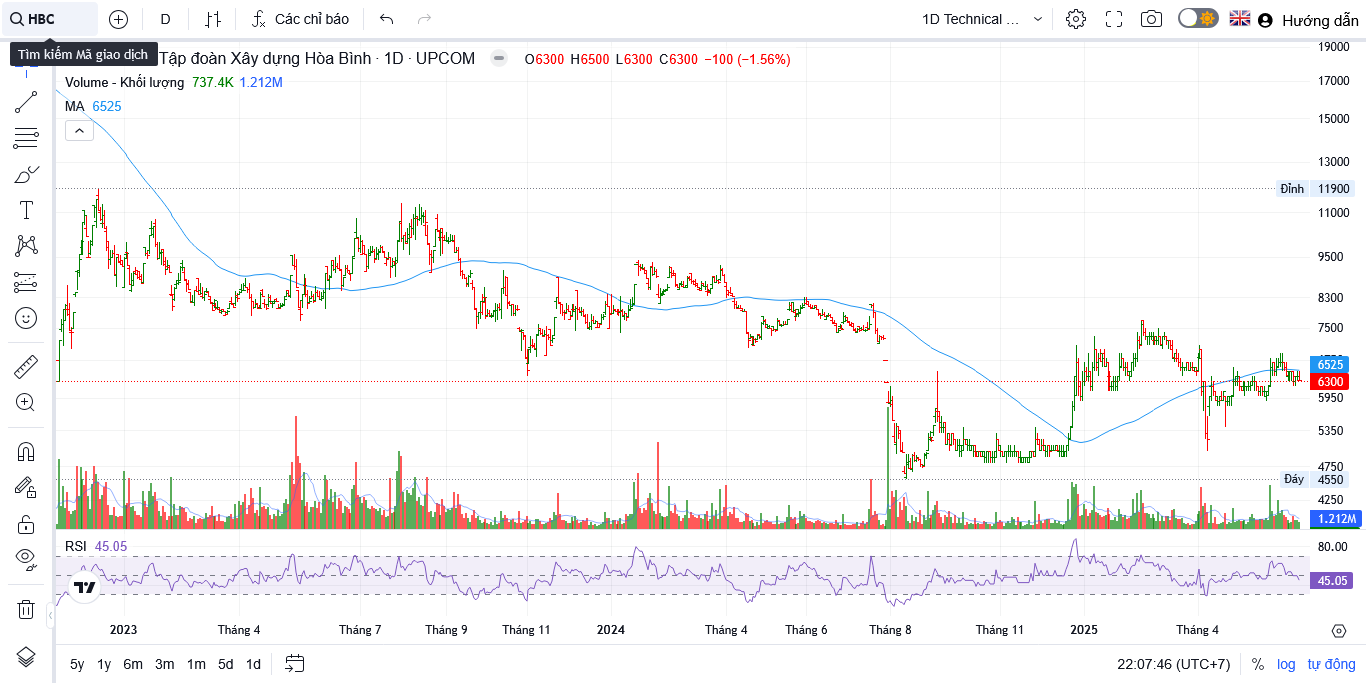 HBC
D
Các chỉ báo
1D Technical ...
Hướng dẫn
Tìm kiếm Mã giao dịch
Tập đoàn Xây dựng Hòa Bình · 1D · UPCOM
O6300 H6500 L6300 C6300 −100 (−1.56%)
Volume - Khối lượng 737.4K 1.212M
MA 6525
19000
17000
15000
13000
Đỉnh 11900
11000
9500
8300
7500
6525
6300
5950
5350
4750
Đáy 4550
4250
1.212M
RSI 45.05
80.00
45.05
2023
Tháng 4
Tháng 7
Tháng 9
Tháng 11
2024
Tháng 4
Tháng 6
Tháng 8
Tháng 11
2025
Tháng 4
5y 1y 6m 3m 1m 5d 1d
22:07:46 (UTC+7)
% log tự động